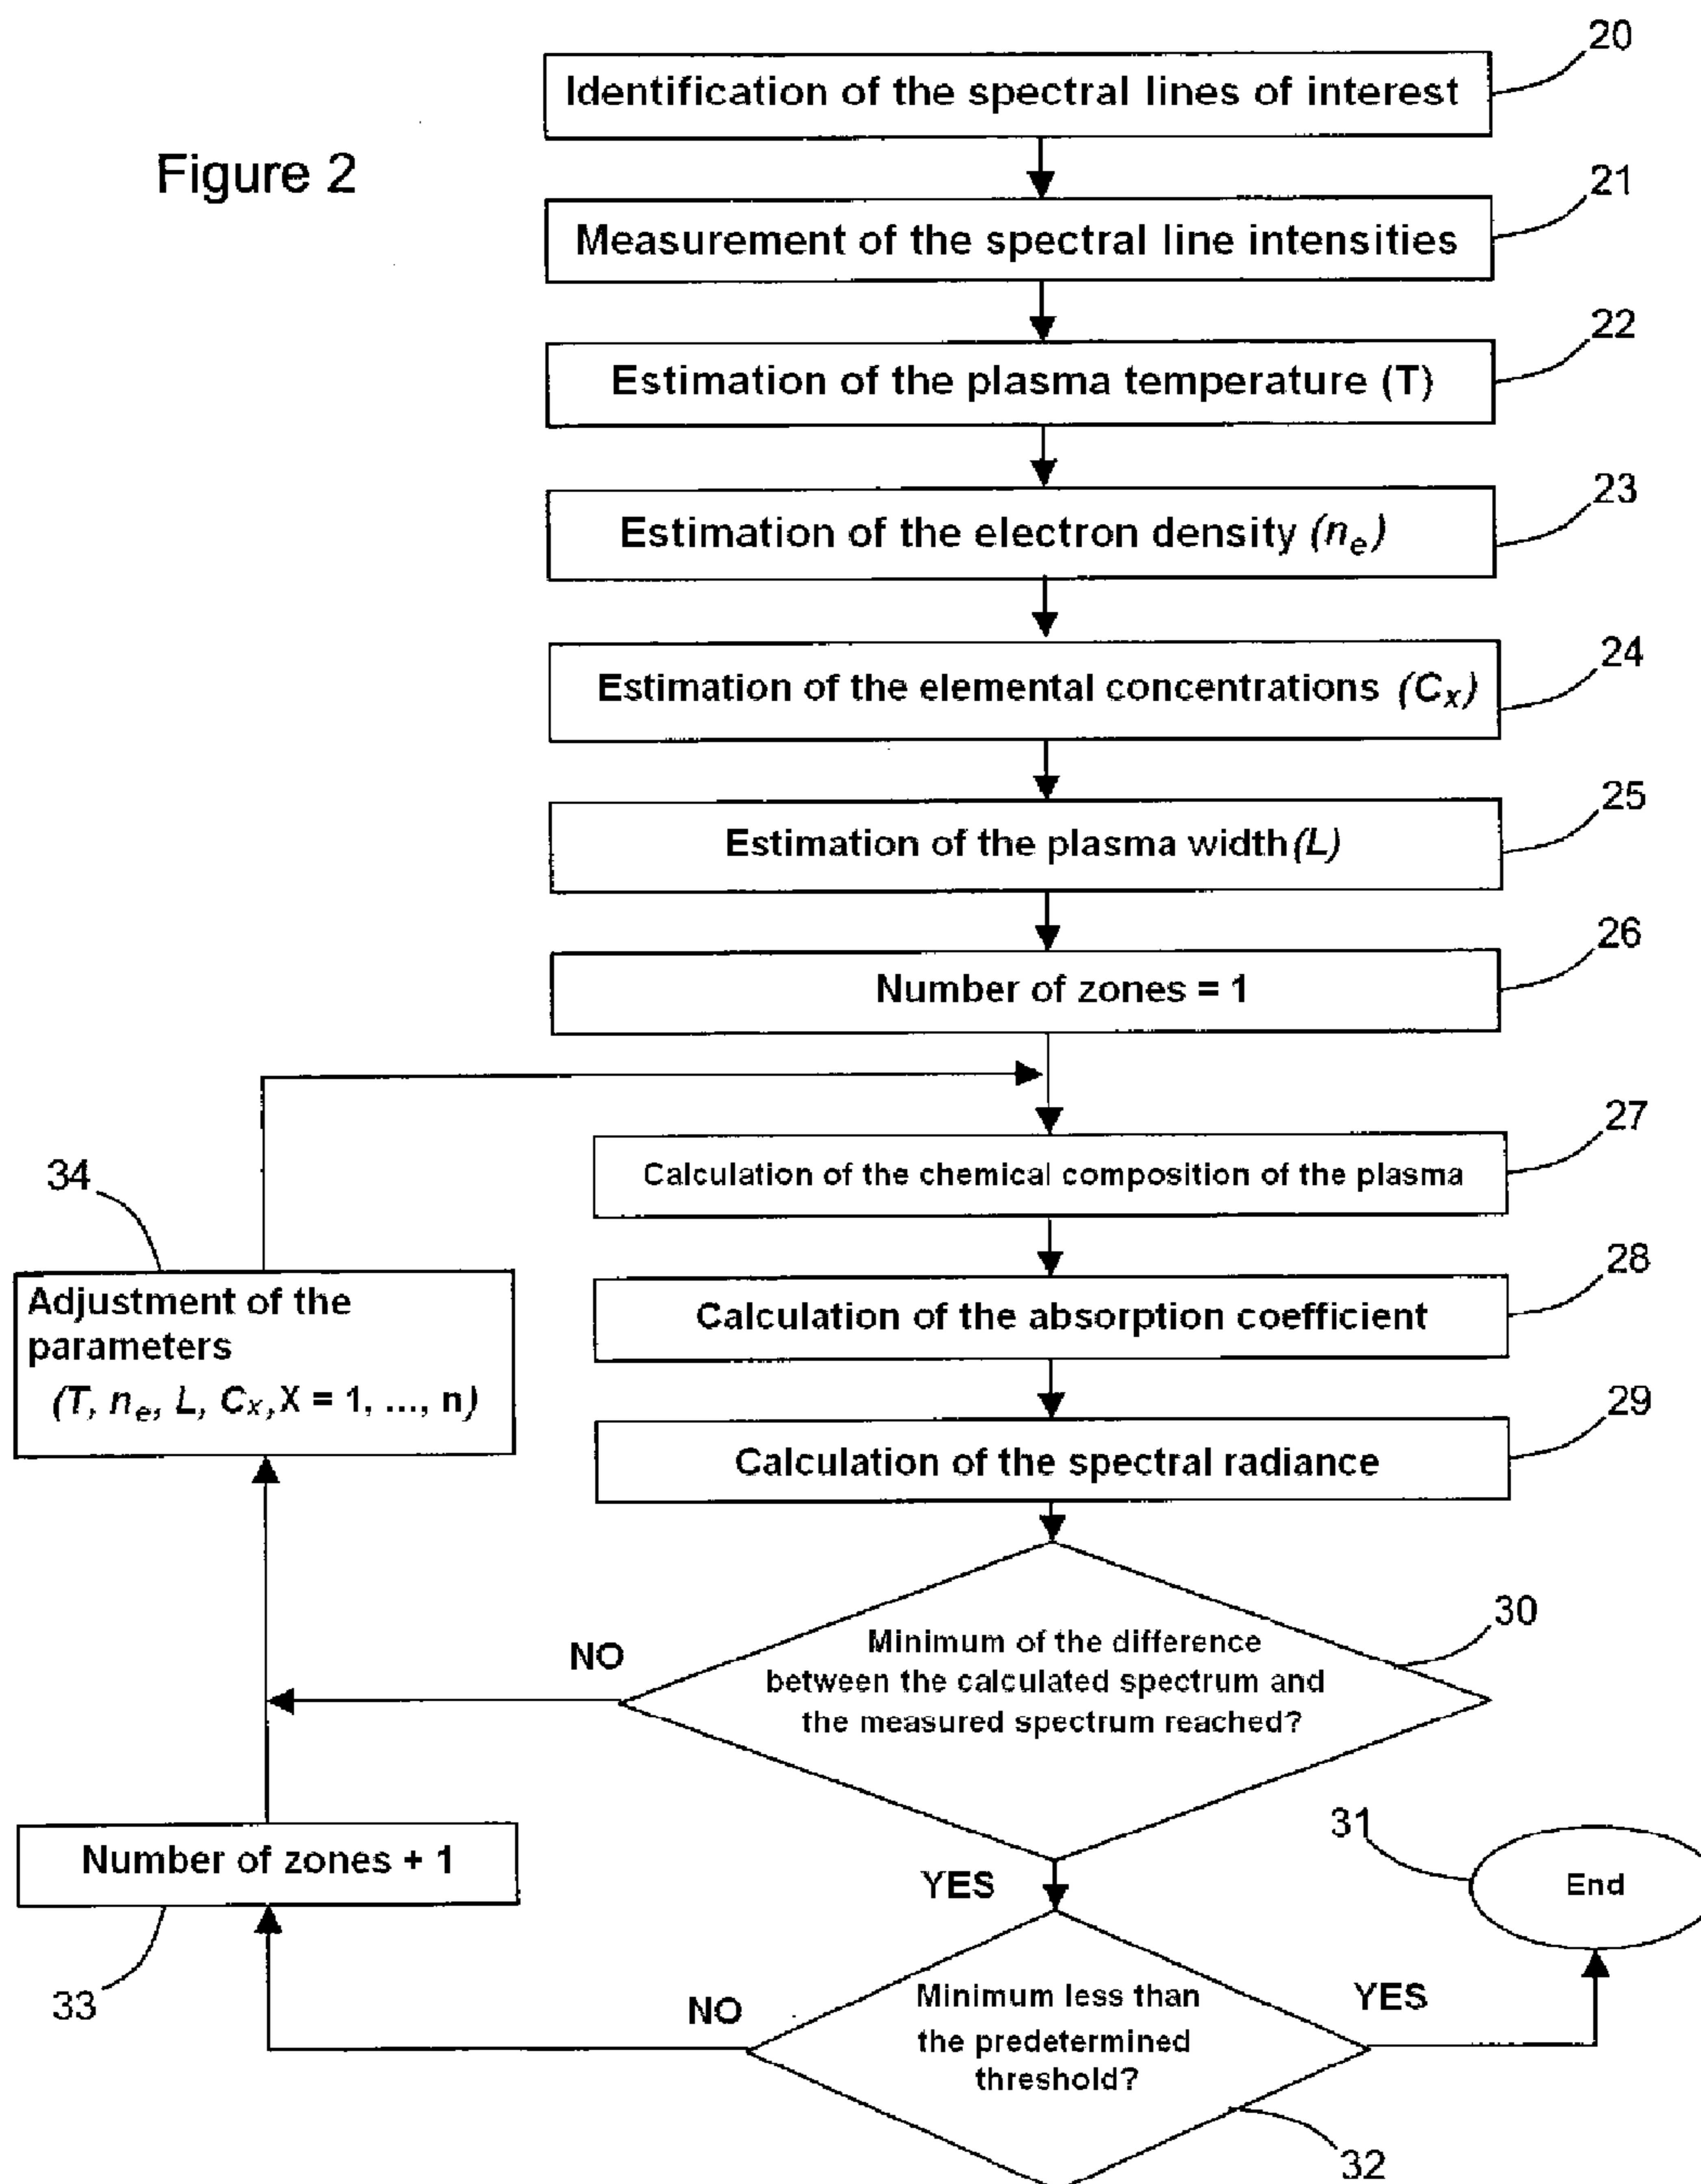 Figure 2
20
Identification of the spectral lines of interest
21
Measurement of the spectral line intensities
22
Estimation of the plasma temperature (T)
23
Estimation of the electron density (nₑ)
24
Estimation of the elemental concentrations (Cₓ)
25
Estimation of the plasma width (L)
26
Number of zones = 1
27
Calculation of the chemical composition of the plasma
34
28
Adjustment of the
parameters
(T, nₑ, L, Cₓ, X = 1, ..., n)
Calculation of the absorption coefficient
29
Calculation of the spectral radiance
30
NO
Minimum of the difference
between the calculated spectrum and
the measured spectrum reached?
31
Number of zones + 1
YES
End
33
NO
Minimum less than
the predetermined
threshold?
YES
32